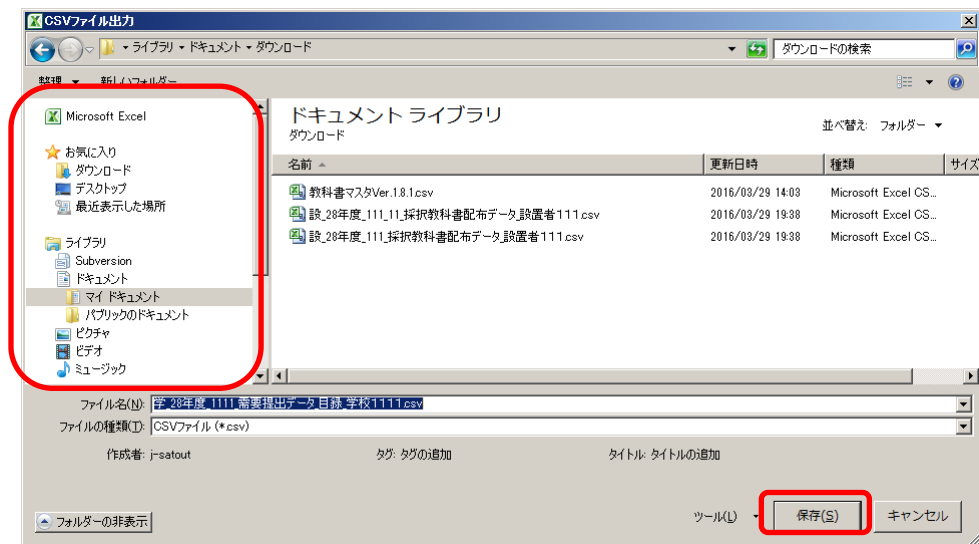 CSVファイル出力
▾ ライブラリ ▾ ドキュメント ▾ ダウンロード
ダウンロードの検索
整理 ▾ 新しいフォルダー
Microsoft Excel
お気に入り
ダウンロード
デスクトップ
最近表示した場所
ライブラリ
Subversion
ドキュメント
マイ ドキュメント
パブリックのドキュメント
ピクチャ
ビデオ
ミュージック
ドキュメント ライブラリ
ダウンロード
並べ替え: フォルダー ▼
名前 更新日時 種類 サイズ
教科書マスタVer.1.8.1.csv 2016/03/29 14:03 Microsoft Excel CS...
設_28年度_111_11_採択教科書配布データ_設置者111.csv 2016/03/29 19:38 Microsoft Excel CS...
設_28年度_111_採択教科書配布データ_設置者111.csv 2016/03/29 19:38 Microsoft Excel CS...
ファイル名(N): 学_28年度_1111_需要提出データ_目録_学校1111.csv
ファイルの種類(T): CSVファイル (*.csv)
作成者: j-satout タグ: タグの追加 タイトル: タイトルの追加
フォルダーの非表示 ツール(L) 保存(S) キャンセル